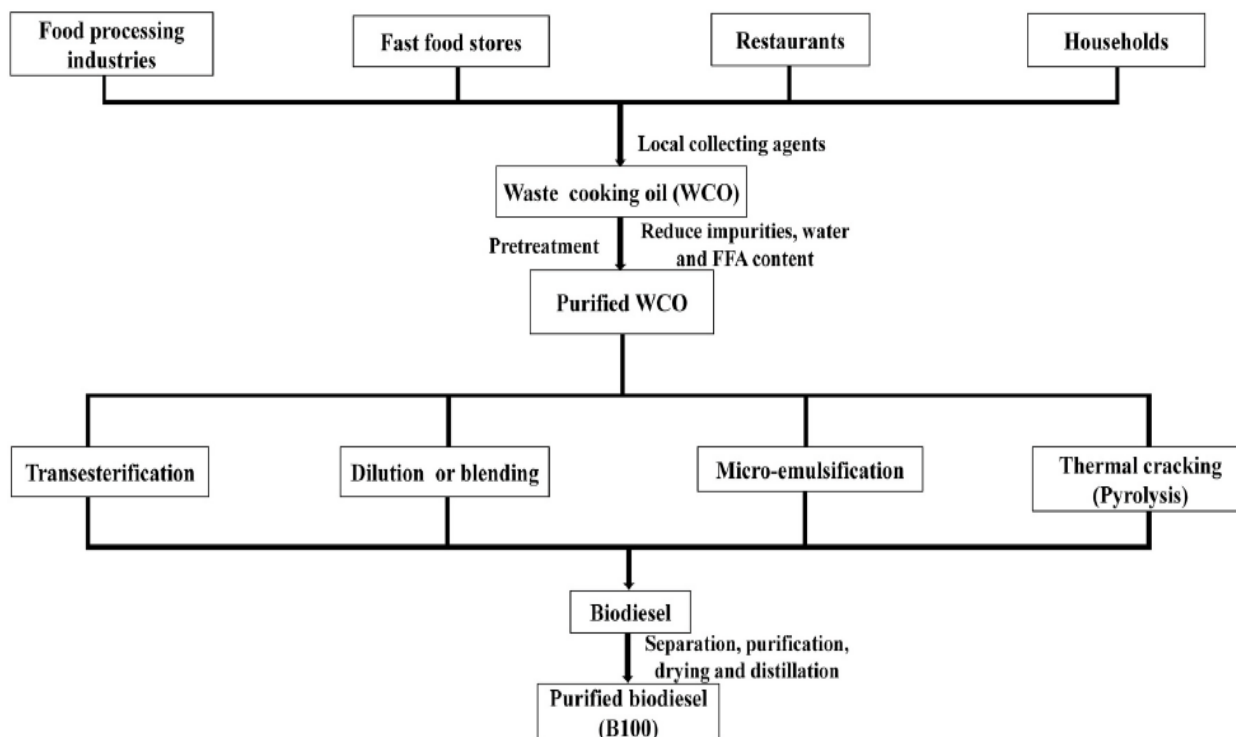 Food processing
industries
Fast food stores
Restaurants
Households
Local collecting agents
Waste cooking oil (WCO)
Pretreatment
Reduce impurities, water
and FFA content
Purified WCO
Transesterification
Dilution or blending
Micro-emulsification
Thermal cracking
(Pyrolysis)
Biodiesel
Separation, purification,
drying and distillation
Purified biodiesel
(B100)